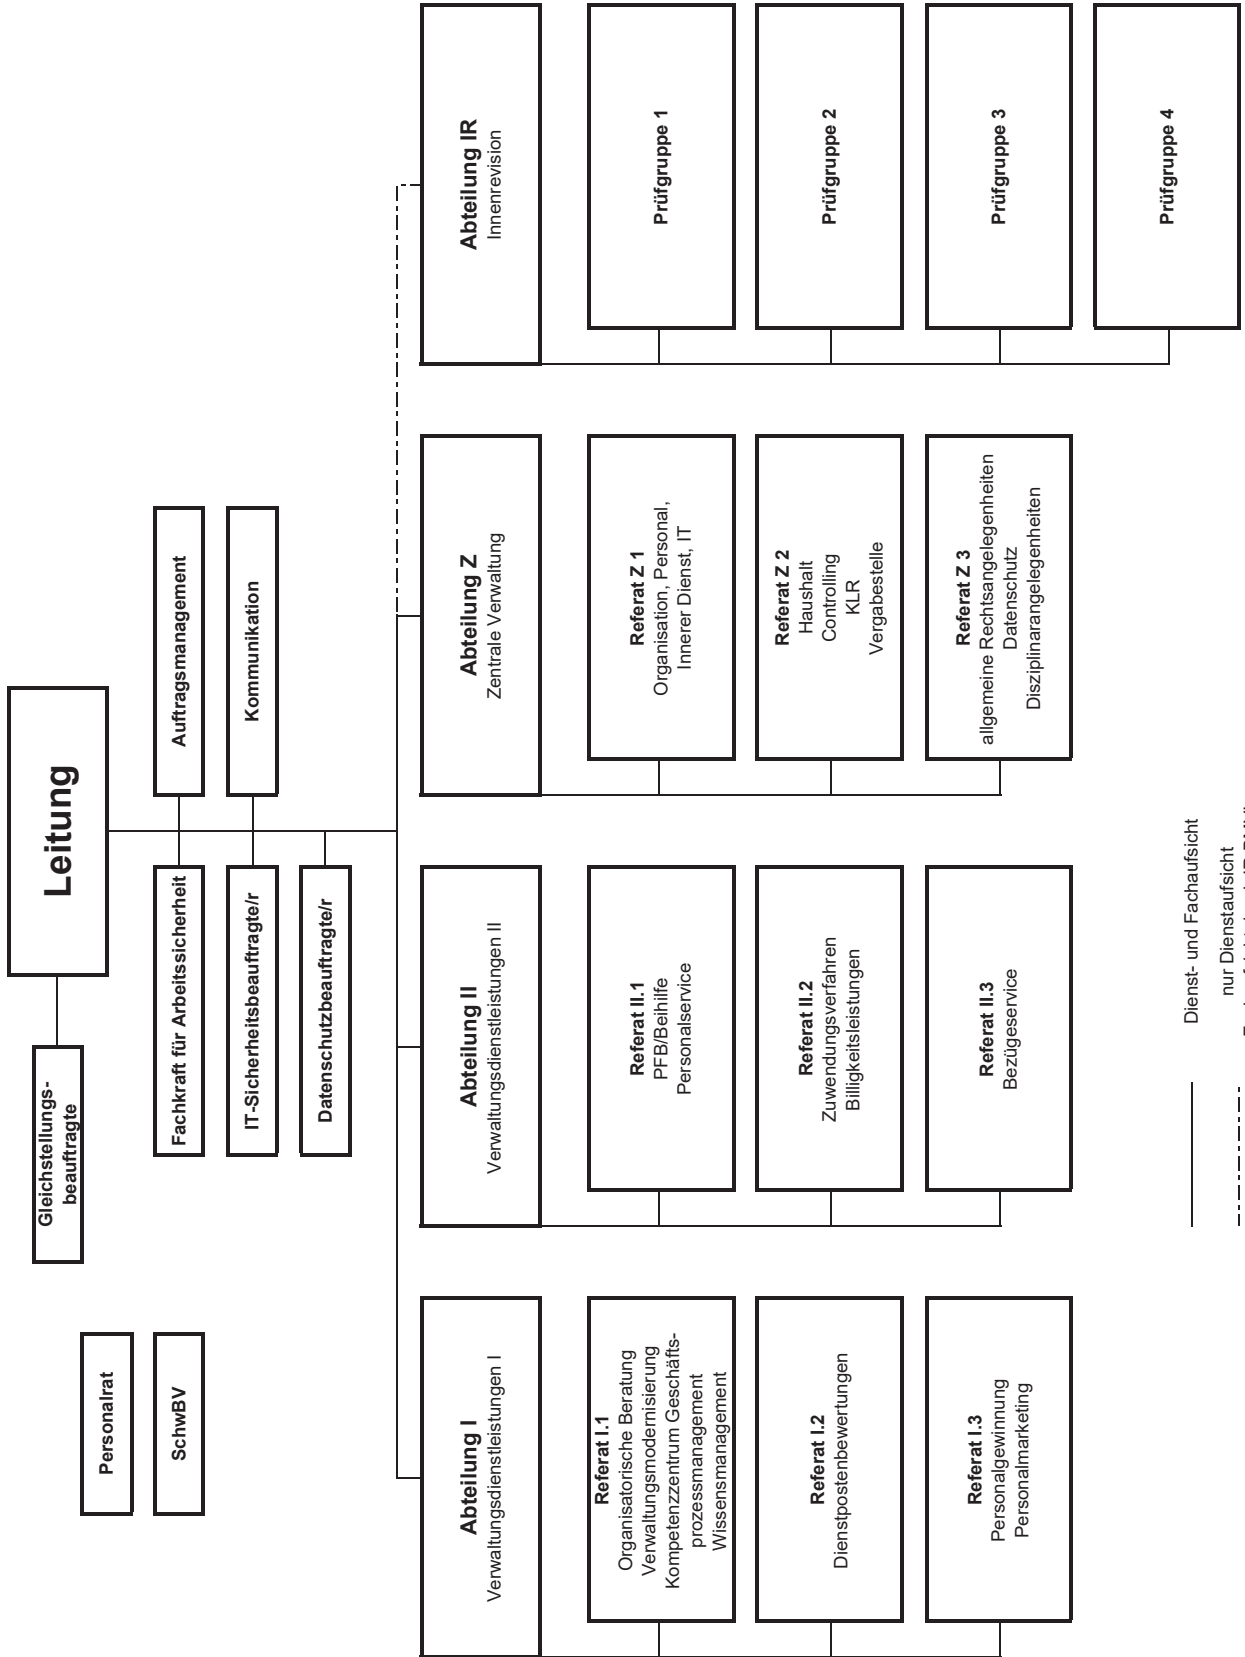 Leitung
Gleichstellungs-
beauftragte
Personalrat
SchwBV
Fachkraft für Arbeitssicherheit
Auftragsmanagement
IT-Sicherheitsbeauftragte/r
Kommunikation
Datenschutzbeauftragte/r
Abteilung I
Verwaltungsdienstleistungen I
Referat I.1
Organisatorische Beratung
Verwaltungsmodernisierung
Kompetenzzentrum Geschäfts-
prozessmanagement
Wissensmanagement
Referat I.2
Dienstpostenbewertungen
Referat I.3
Personalgewinnung
Personalmarketing
Abteilung II
Verwaltungsdienstleistungen II
Referat II.1
PFB/Beihilfe
Personalservice
Referat II.2
Zuwendungsverfahren
Billigkeitsleistungen
Referat II.3
Bezügeservice
Abteilung Z
Zentrale Verwaltung
Referat Z 1
Organisation, Personal,
Innerer Dienst, IT
Referat Z 2
Haushalt
Controlling
KLR
Vergabestelle
Referat Z 3
allgemeine Rechtsangelegenheiten
Datenschutz
Disziplinarangelegenheiten
Abteilung IR
Innenrevision
Prüfgruppe 1
Prüfgruppe 2
Prüfgruppe 3
Prüfgruppe 4
Dienst- und Fachaufsicht
nur Dienstaufsicht